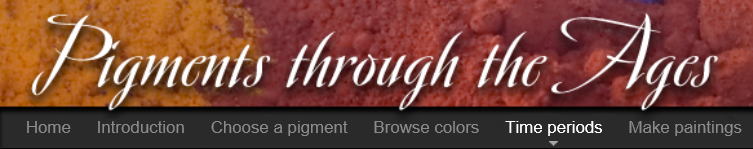 Pigments through the Ages
Home Introduction Choose a pigment Browse colors Time periods Make paintings